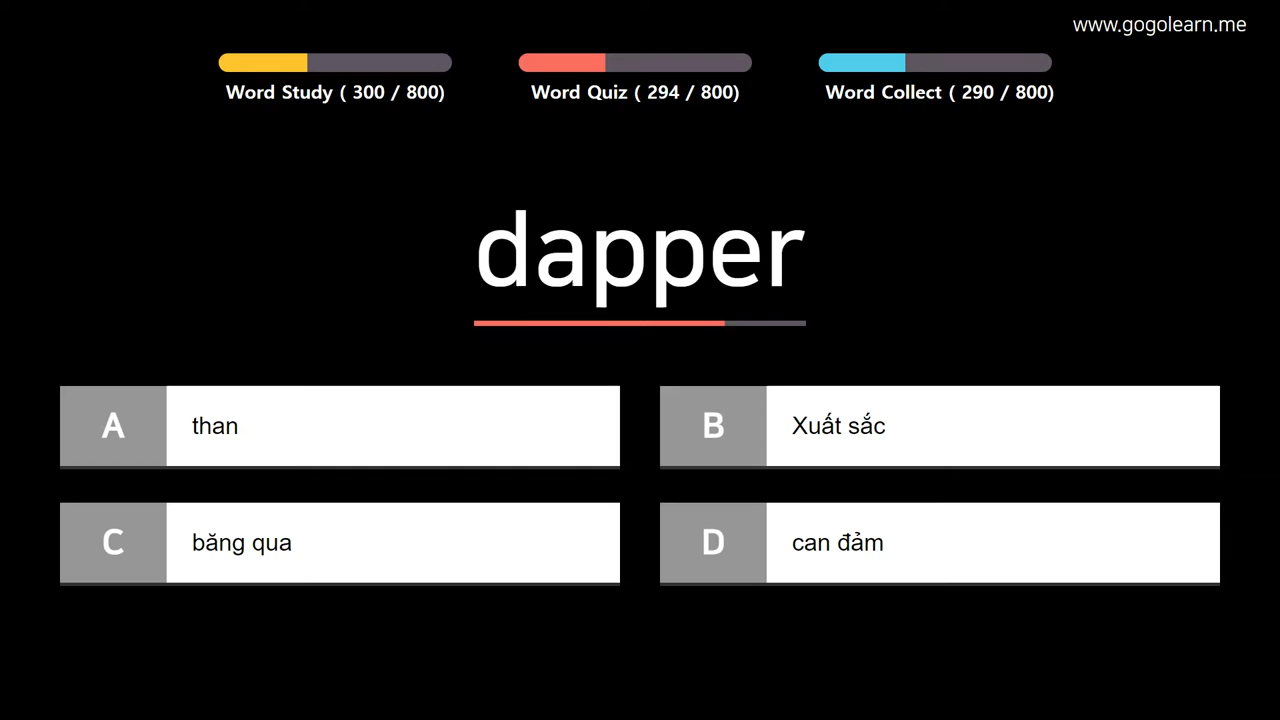 www.gogolearn.me
Word Study ( 300 / 800)
Word Quiz ( 294 / 800)
Word Collect ( 290 / 800)
dapper
A than
B Xuất sắc
C băng qua
D can đảm